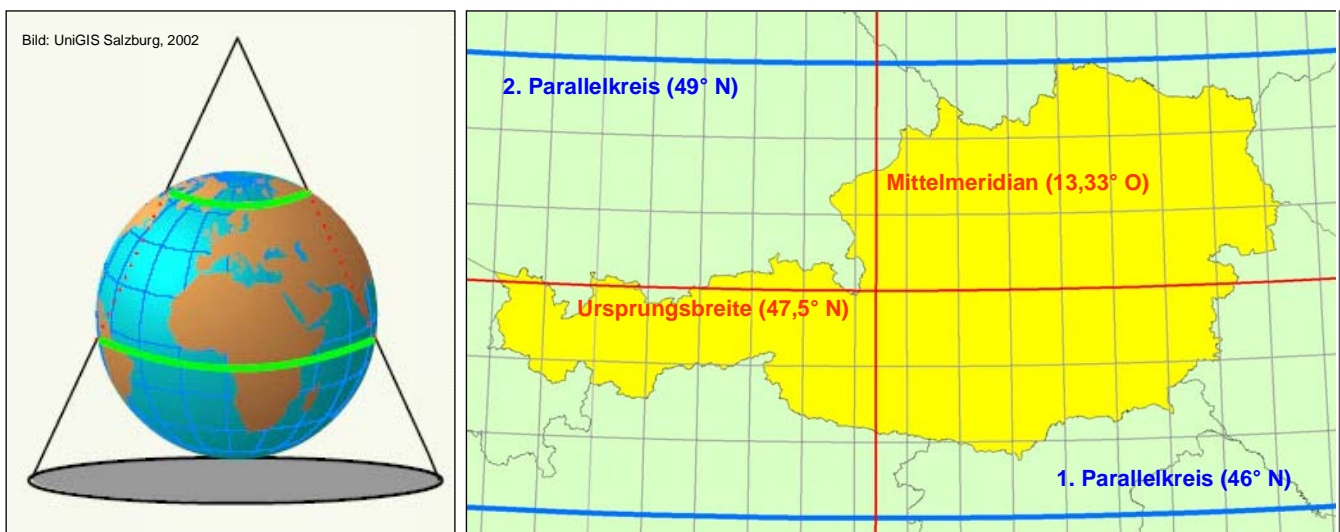 Bild: UniGIS Salzburg, 2002
2. Parallelkreis (49° N)
Mittelmeridian (13,33° O)
Ursprungsbreite (47,5° N)
1. Parallelkreis (46° N)